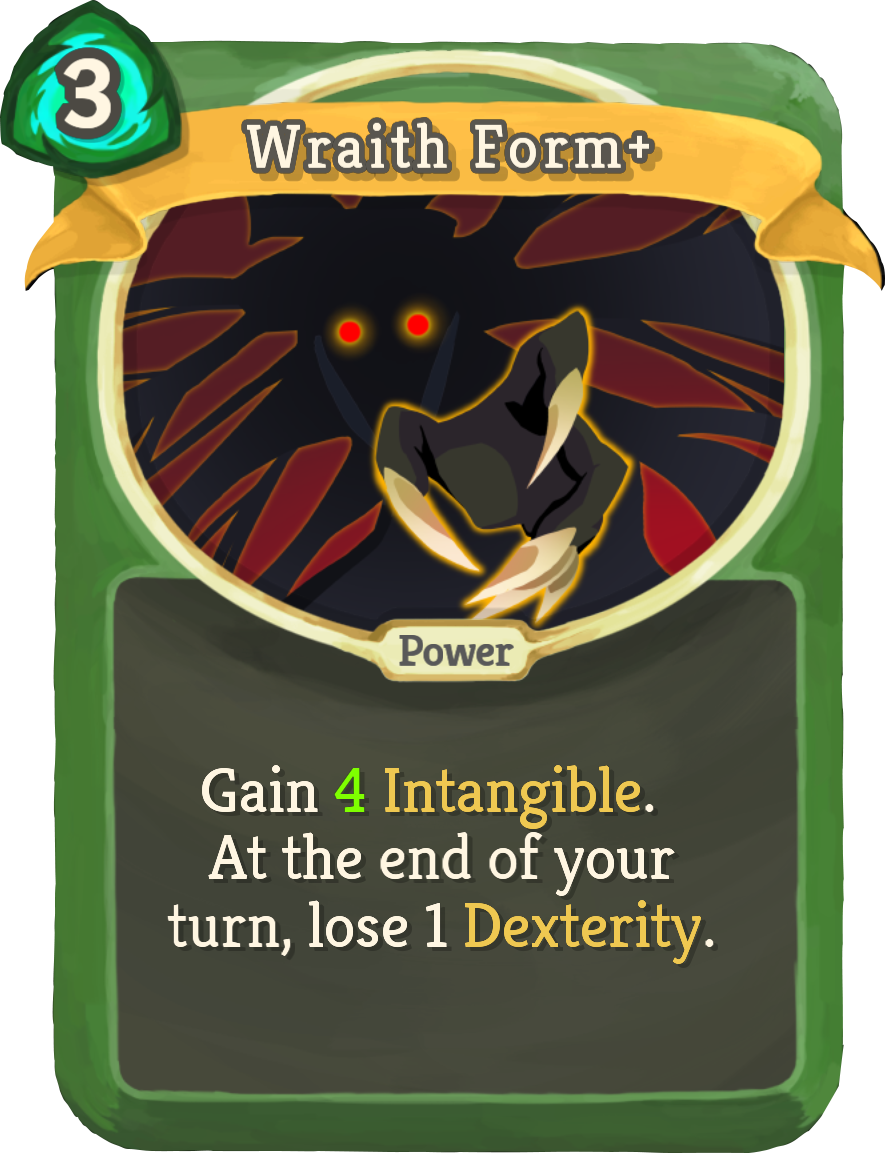 3
Wraith Form+
Power
Gain 4 Intangible.
At the end of your
turn, lose 1 Dexterity.